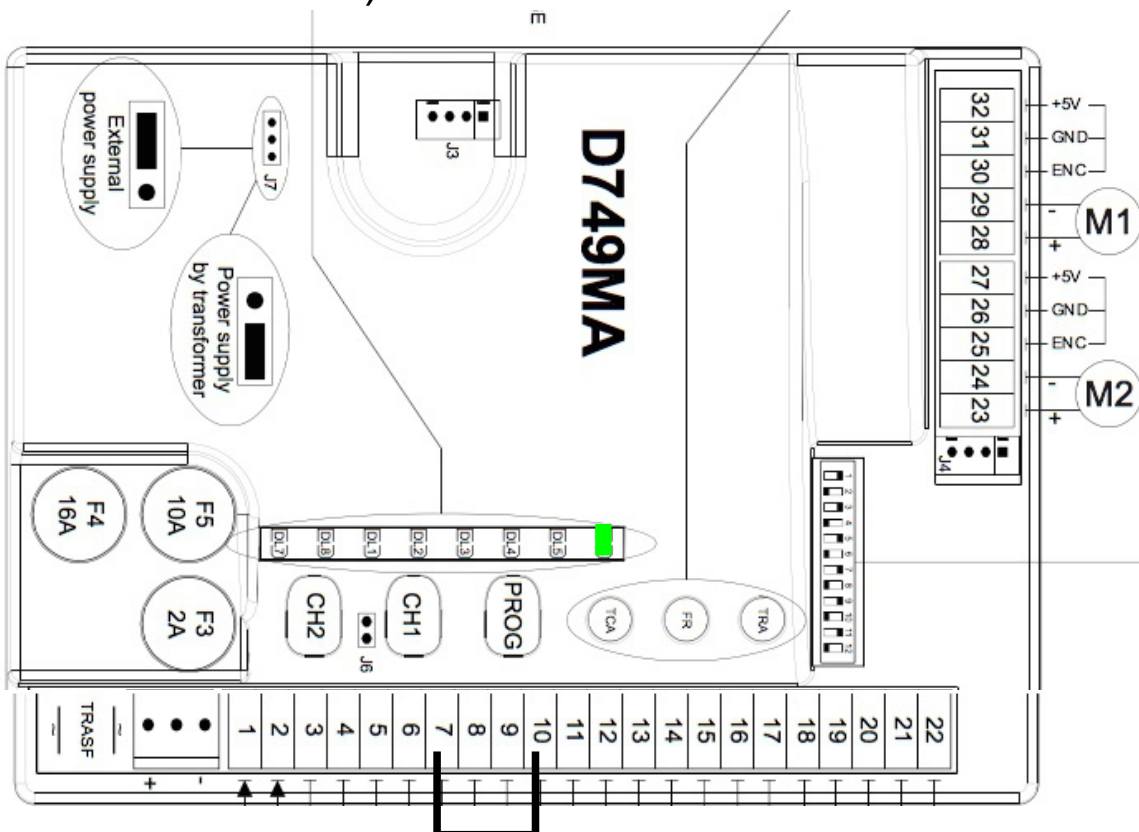 )
E
External
power supply
J7
Power supply
by transformer
J3
D749MA
32
31
30
29
28
27
26
25
24
23
+5V
GND
ENC
-
+
M1
+5V
GND
ENC
-
+
M2
J4
F4
16A
F5
10A
F3
2A
DL7
DL8
DL1
DL2
DL3
DL4
DL5
CH2
J6
CH1
PROG
TCA
FR
TRA
1
2
3
4
5
6
7
8
9
10
11
12
~ TRASF ~
+ -
1 2 3 4 5 6 7 8 9 10 11 12 13 14 15 16 17 18 19 20 21 22